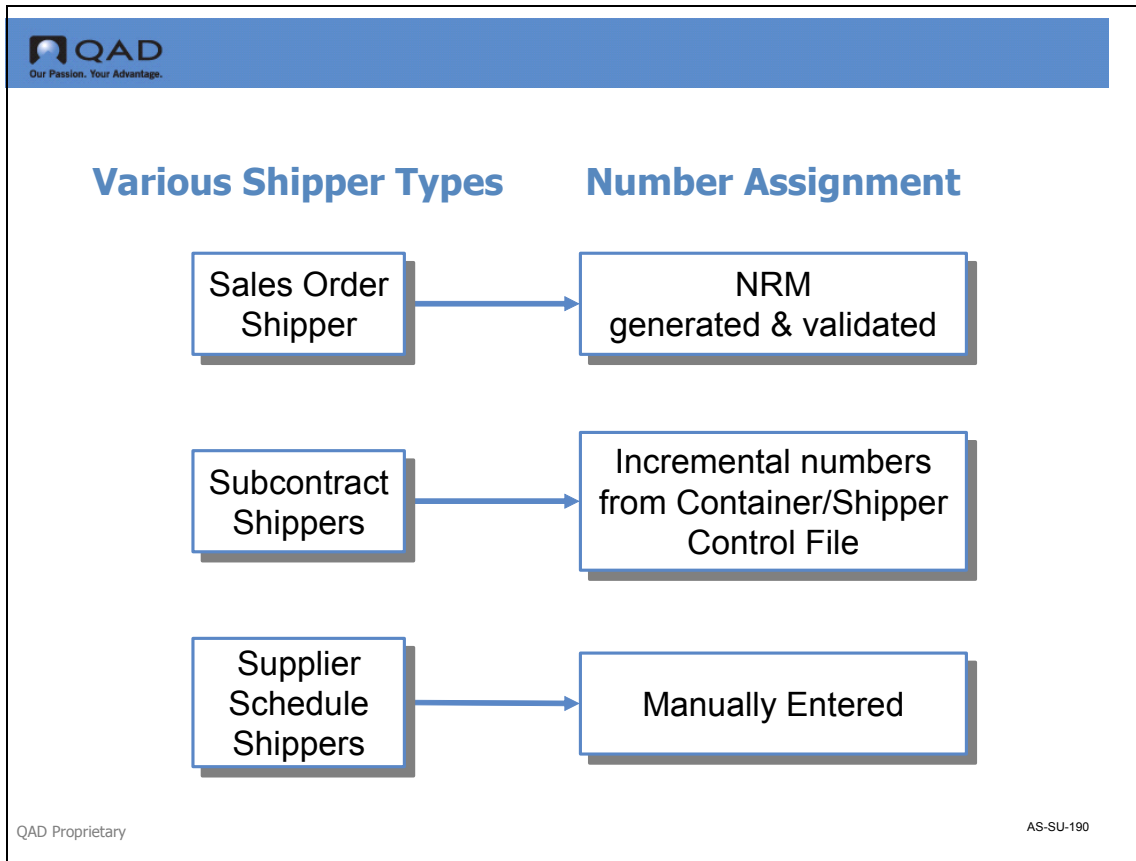 QAD
Our Passion. Your Advantage.
Various Shipper Types
Number Assignment
Sales Order
Shipper
NRM
generated & validated
Subcontract
Shippers
Incremental numbers
from Container/Shipper
Control File
Supplier
Schedule
Shippers
Manually Entered
QAD Proprietary
AS-SU-190